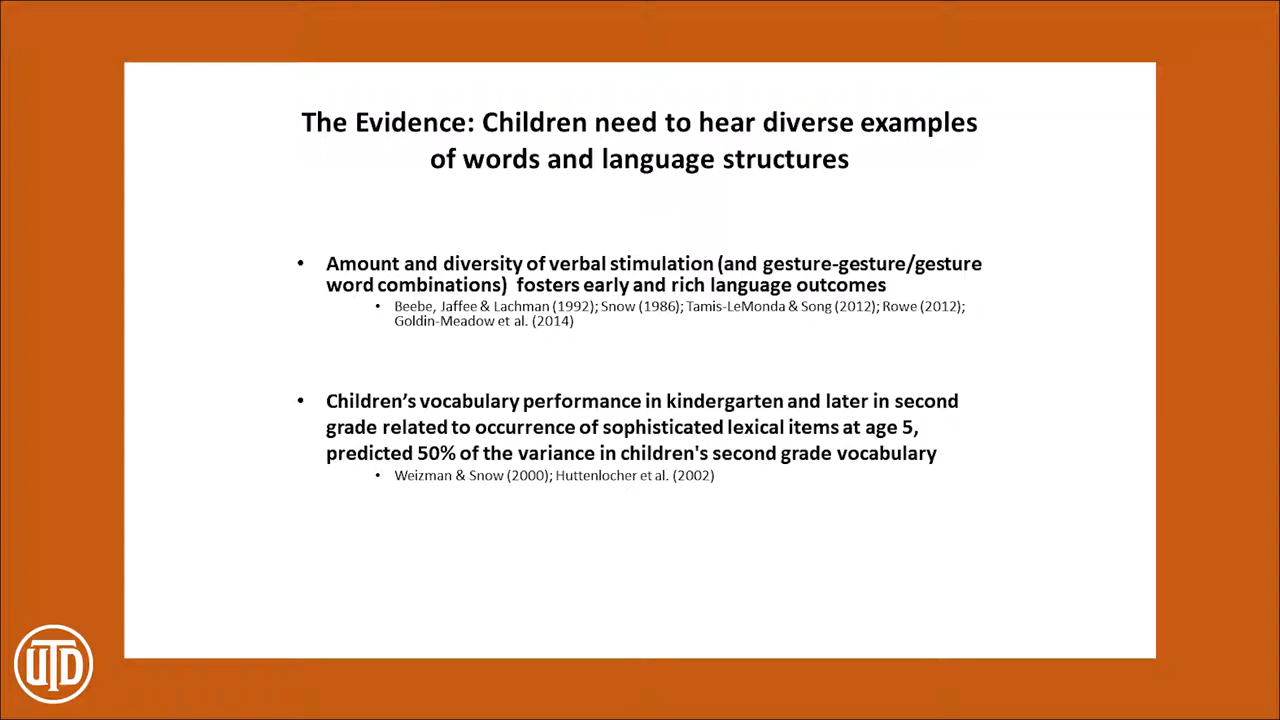 The Evidence: Children need to hear diverse examples
of words and language structures
• Amount and diversity of verbal stimulation (and gesture-gesture/gesture
word combinations) fosters early and rich language outcomes
• Beebe, Jaffee & Lachman (1992); Snow (1986); Tamis-LeMonda & Song (2012); Rowe (2012);
Goldin-Meadow et al. (2014)
• Children’s vocabulary performance in kindergarten and later in second
grade related to occurrence of sophisticated lexical items at age 5,
predicted 50% of the variance in children's second grade vocabulary
• Weizman & Snow (2000); Huttenlocher et al. (2002)
UTD